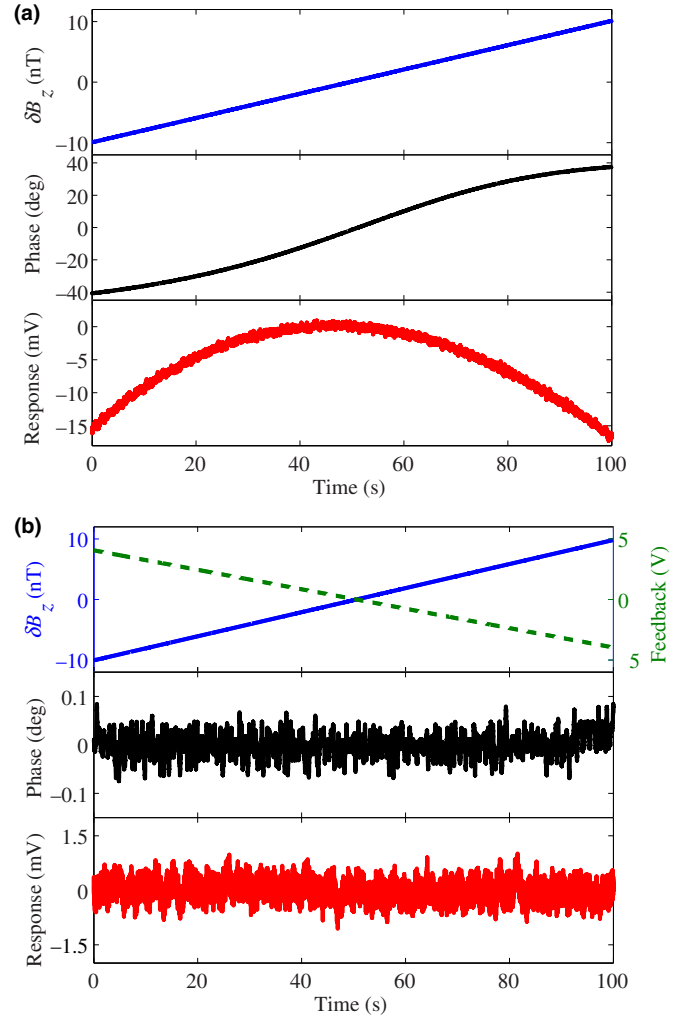 (a)
δB_z (nT)
10
0
−10
Phase (deg)
40
20
0
−20
−40
Response (mV)
0
−5
−10
−15
0 20 40 60 80 100
Time (s)
(b)
δB_z (nT)
10
0
−10
5
0
5
Feedback (V)
Phase (deg)
0.1
0
−0.1
Response (mV)
1.5
0
−1.5
0 20 40 60 80 100
Time (s)